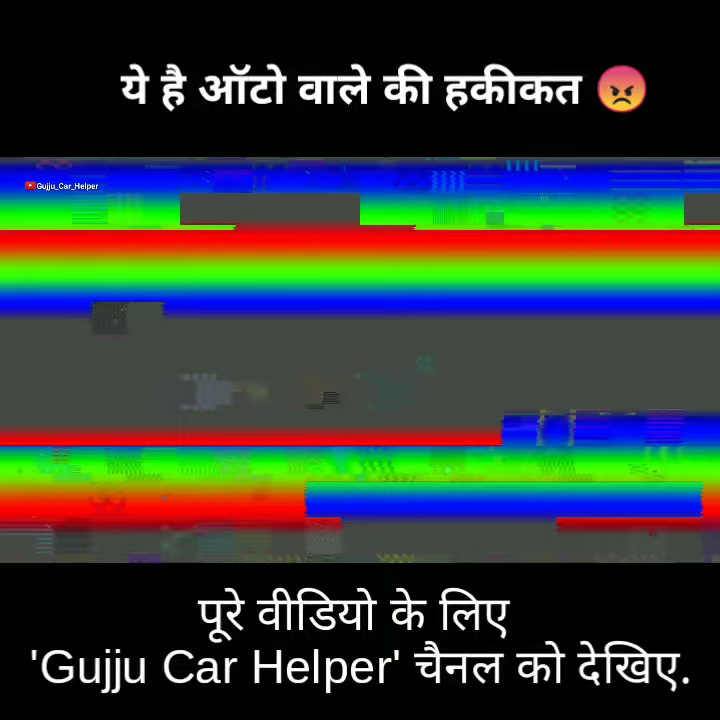 ये है ऑटो वाले की हकीकत 😡
Gujju_Car_Helper
पूरे वीडियो के लिए
'Gujju Car Helper' चैनल को देखिए.